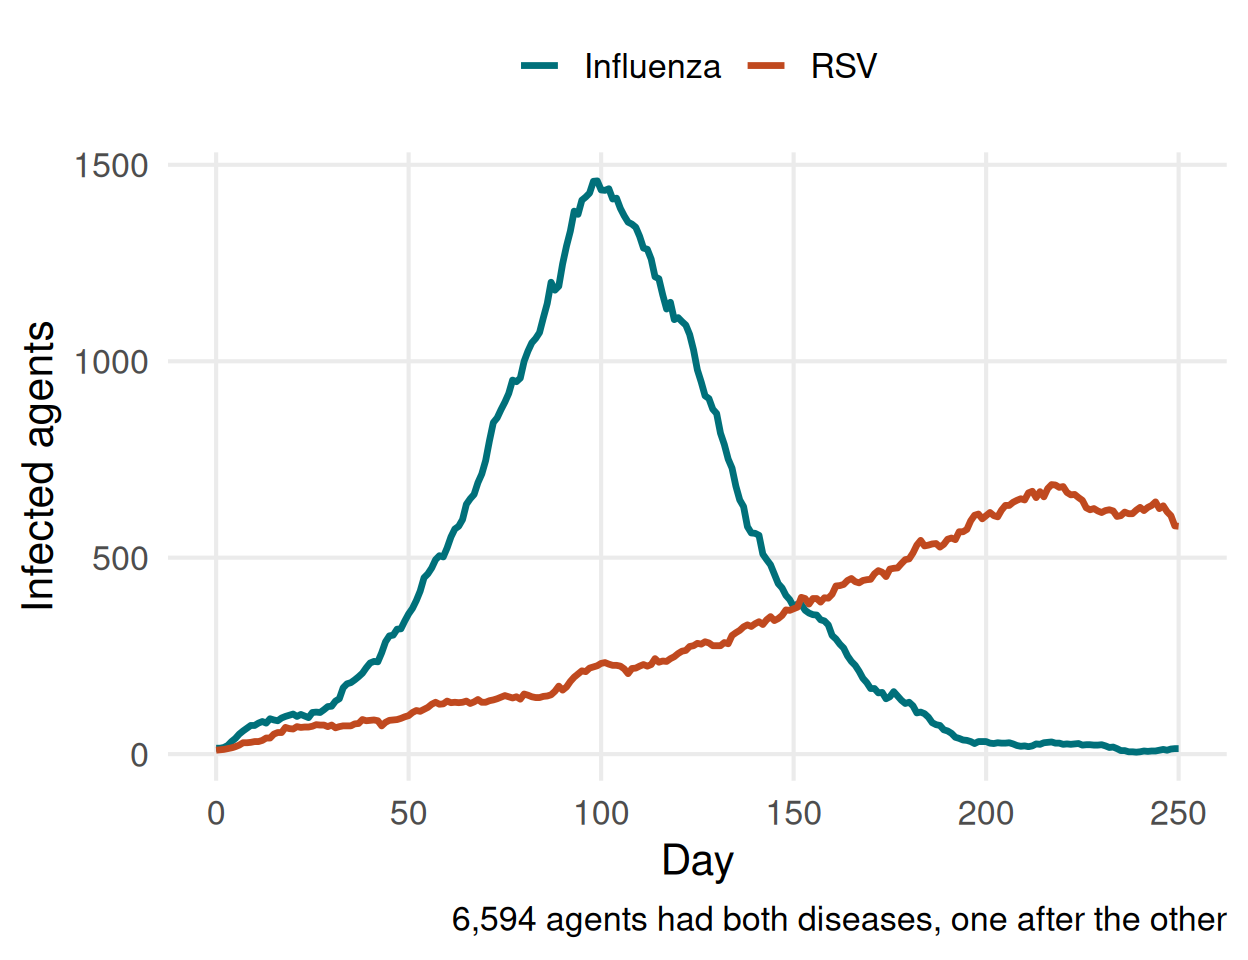 Influenza RSV
Infected agents
1500
1000
500
0
0 50 100 150 200 250
Day
6,594 agents had both diseases, one after the other